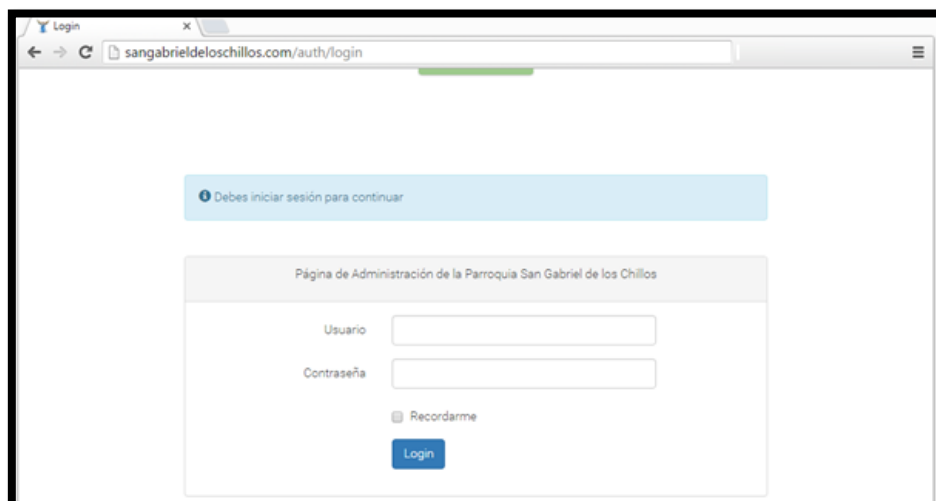 Login
sangabrieldeloschillos.com/auth/login
Debes iniciar sesión para continuar
Página de Administración de la Parroquia San Gabriel de los Chillos
Usuario
Contraseña
Recordarme
Login